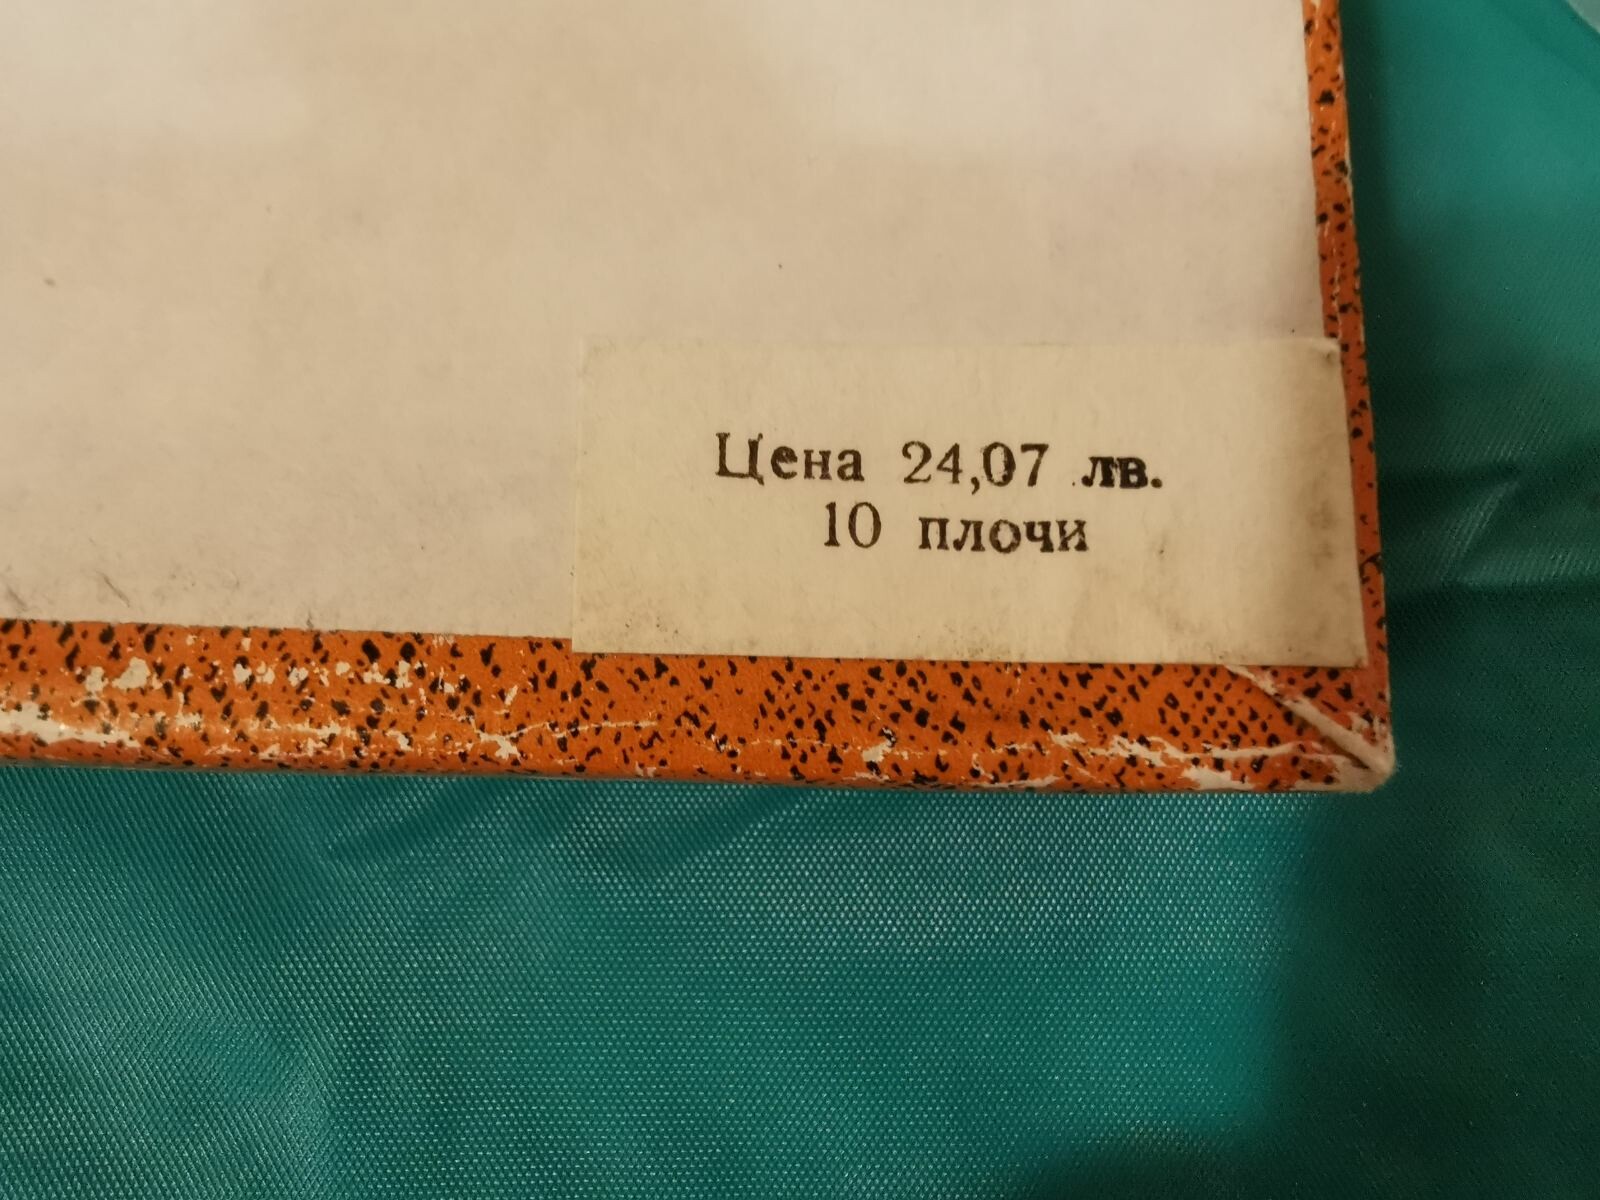 Цена 24,07 лв.
10 плочи